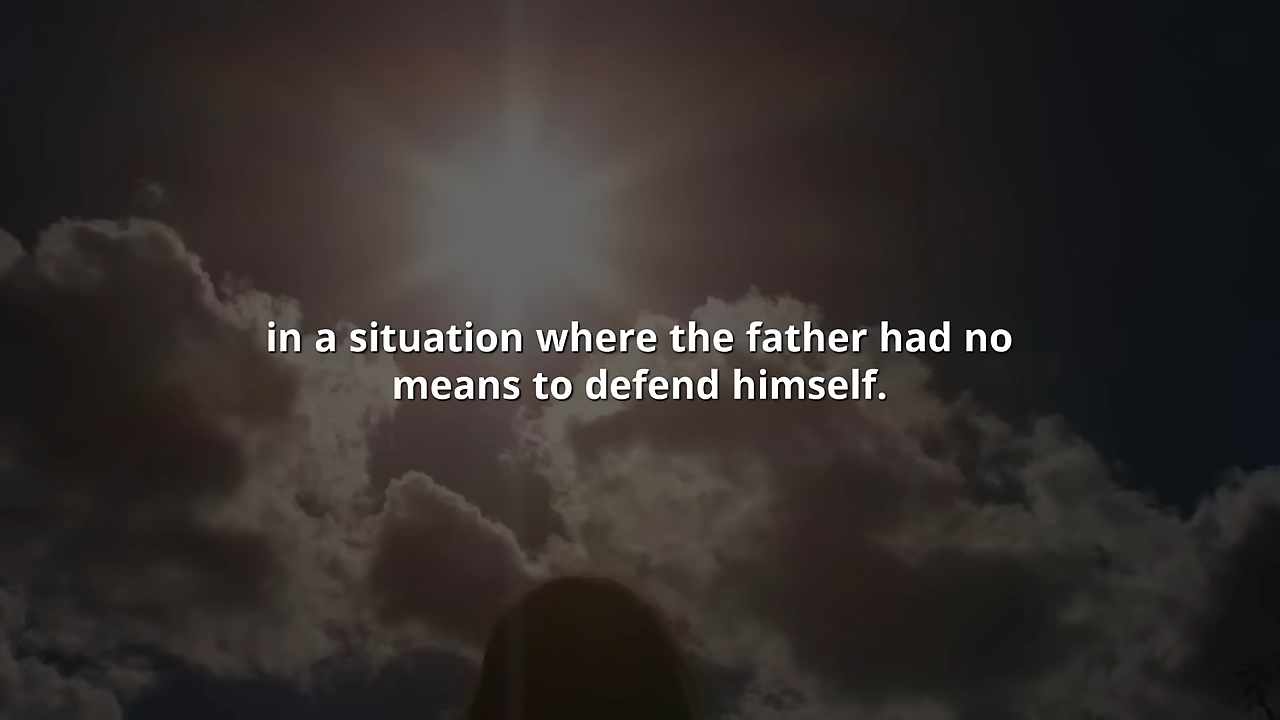 in a situation where the father had no
means to defend himself.